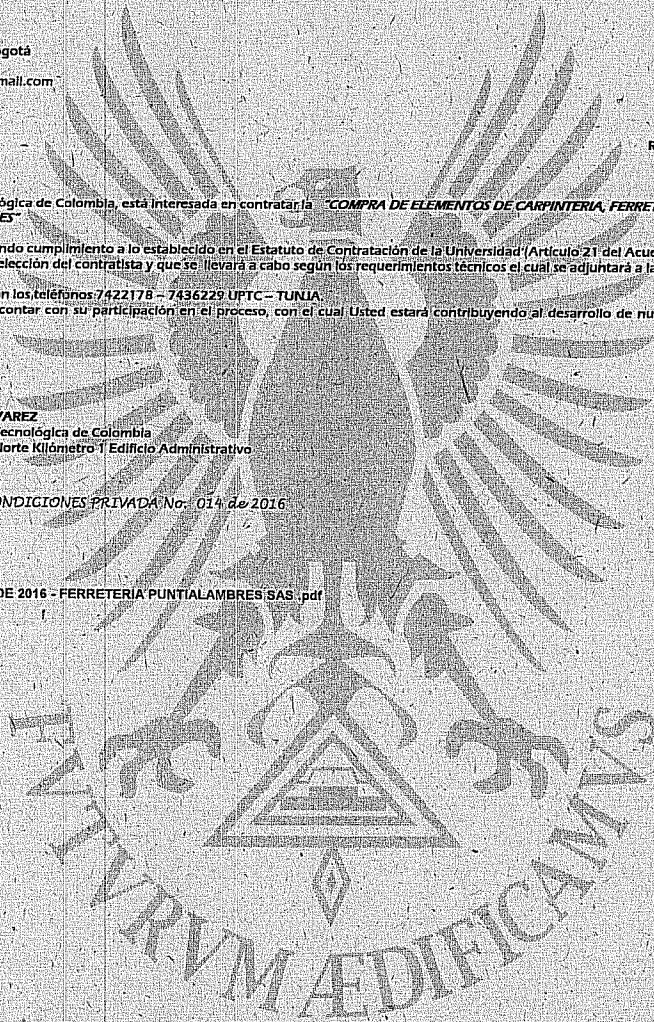 gotá
mail.com
R
ógica de Colombia, está interesada en contratar la "COMPRA DE ELEMENTOS DE CARPINTERIA, FERRET
ES"
ndo cumplimiento a lo establecido en el Estatuto de Contratación de la Universidad (Artículo 21 del Acue
elección del contratista y que se llevará a cabo según los requerimientos técnicos el cual se adjuntará a la
n los teléfonos 7422178 – 7436229 UPTC – TUNJA.
contar con su participación en el proceso, con el cual Usted estará contribuyendo al desarrollo de nu
VAREZ
ecnológica de Colombia
Norte Kilómetro 1 Edificio Administrativo
ONDICIONES PRIVADA No. 014 de 2016
DE 2016 - FERRETERIA PUNTIALAMBRES SAS .pdf
FVTVRVM ÆDIFICAMVS